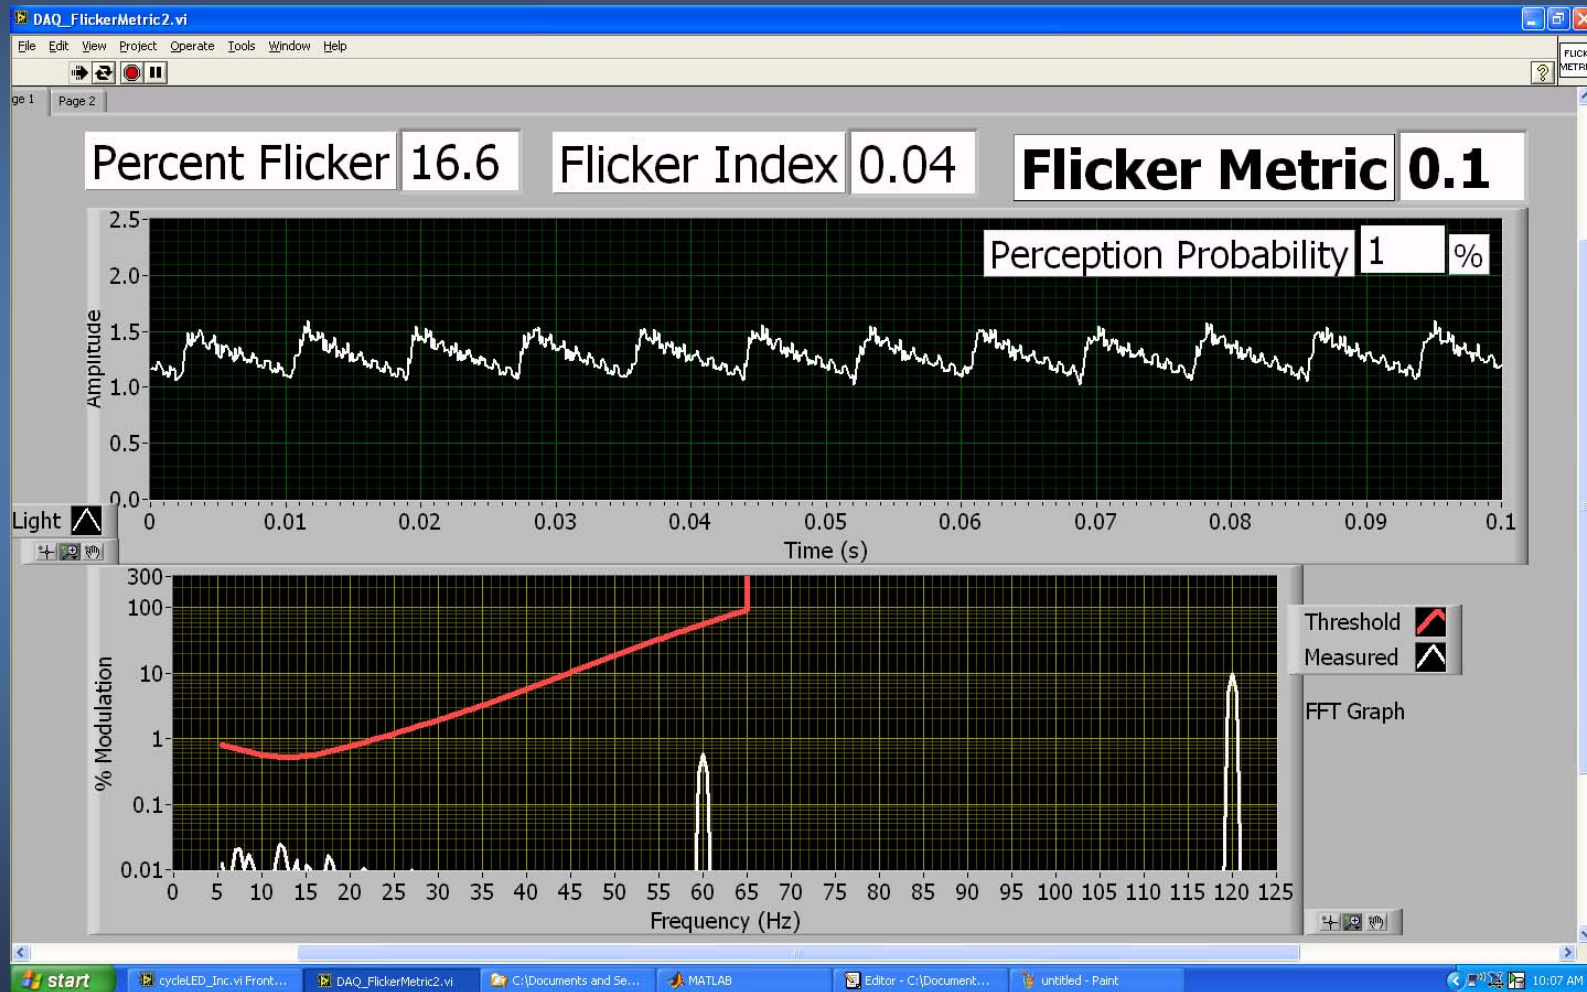 DAQ_FlickerMetric2.vi
File Edit View Project Operate Tools Window Help
FLICK
METRI
ge 1 Page 2
Percent Flicker 16.6 Flicker Index 0.04 Flicker Metric 0.1
Perception Probability 1 %
2.5
2.0
1.5
1.0
0.5
0.0
Amplitude
0 0.01 0.02 0.03 0.04 0.05 0.06 0.07 0.08 0.09 0.1
Time (s)
Light
300
100
10
1
0.1
0.01
% Modulation
0 5 10 15 20 25 30 35 40 45 50 55 60 65 70 75 80 85 90 95 100 105 110 115 120 125
Frequency (Hz)
Threshold
Measured
FFT Graph
start cycleLED_Inc.vi Front... DAQ_FlickerMetric2.vi C:\Documents and Se... MATLAB Editor - C:\Document... untitled - Paint 10:07 AM